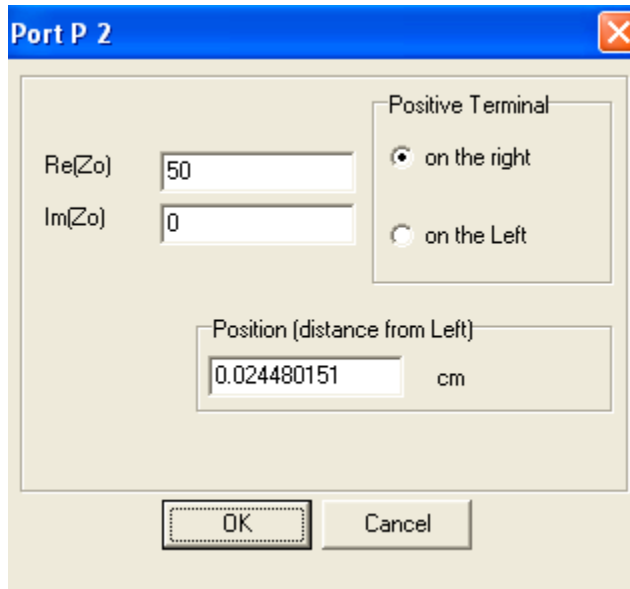 Port P 2
Positive Terminal
Re(Zo) 50
on the right
Im(Zo) 0
on the Left
Position (distance from Left)
0.024480151 cm
OK Cancel